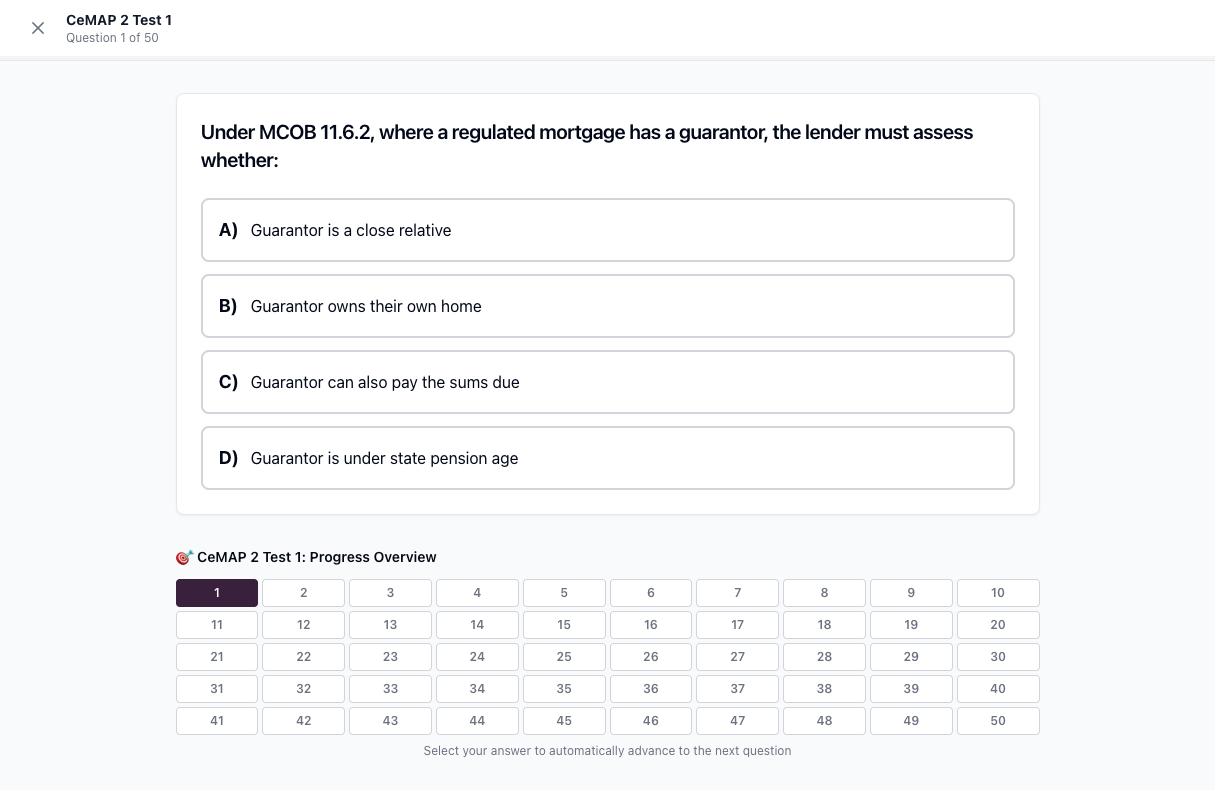 CeMAP 2 Test 1
Question 1 of 50
Under MCOB 11.6.2, where a regulated mortgage has a guarantor, the lender must assess
whether:
A) Guarantor is a close relative
B) Guarantor owns their own home
C) Guarantor can also pay the sums due
D) Guarantor is under state pension age
🎯 CeMAP 2 Test 1: Progress Overview
1 2 3 4 5 6 7 8 9 10
11 12 13 14 15 16 17 18 19 20
21 22 23 24 25 26 27 28 29 30
31 32 33 34 35 36 37 38 39 40
41 42 43 44 45 46 47 48 49 50
Select your answer to automatically advance to the next question